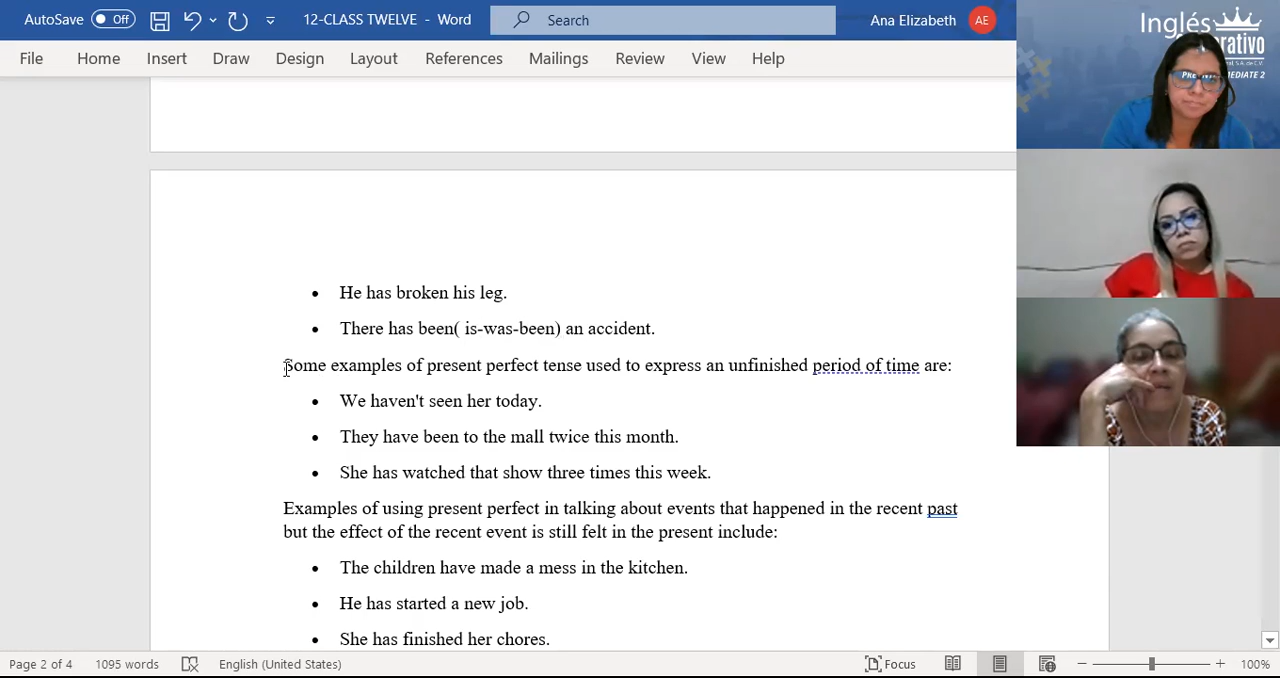 AutoSave Off 12-CLASS TWELVE - Word Search Ana Elizabeth AE
File Home Insert Draw Design Layout References Mailings Review View Help
Inglés
rativo
• He has broken his leg.
• There has been( is-was-been) an accident.
Some examples of present perfect tense used to express an unfinished period of time are:
• We haven't seen her today.
• They have been to the mall twice this month.
• She has watched that show three times this week.
Examples of using present perfect in talking about events that happened in the recent past
but the effect of the recent event is still felt in the present include:
• The children have made a mess in the kitchen.
• He has started a new job.
• She has finished her chores.
Page 2 of 4 1095 words English (United States) Focus 100%